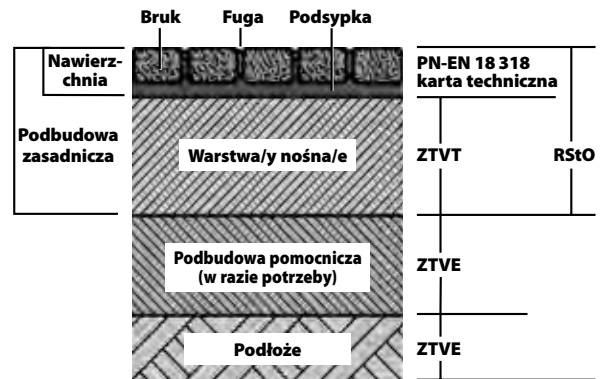 Bruk Fuga Podsypka
Nawierz-
chnia
PN-EN 18 318
karta techniczna
Podbudowa
zasadnicza
Warstwa/y nośna/e
ZTVT
RStO
Podbudowa pomocnicza
(w razie potrzeby)
ZTVE
Podłoże
ZTVE